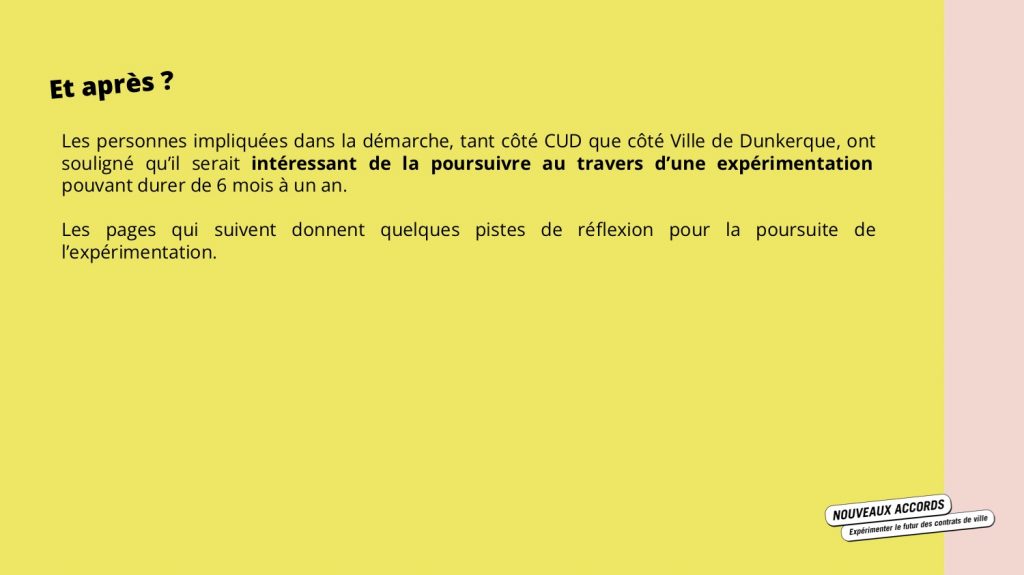 Et après ?
Les personnes impliquées dans la démarche, tant côté CUD que côté Ville de Dunkerque, ont
souligné qu’il serait intéressant de la poursuivre au travers d’une expérimentation
pouvant durer de 6 mois à un an.
Les pages qui suivent donnent quelques pistes de réflexion pour la poursuite de
l’expérimentation.
NOUVEAUX ACCORDS
Expérimenter le futur des contrats de ville